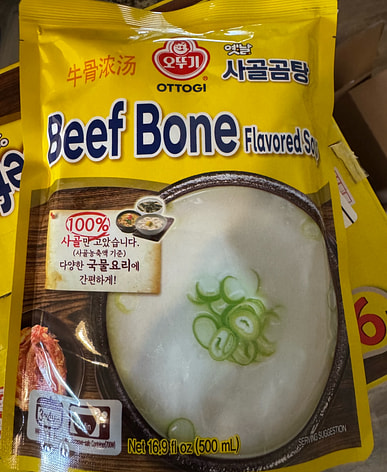 牛骨浓汤
오뚜기
OTTOGI
옛날
사골곰탕
Beef Bone Flavored Soup
100%
사골만 고았습니다.
(사골농축액 기준)
다양한 국물요리에
간편하게!
SERVING SUGGESTION
Net 16.9 fl oz (500 mL)
6